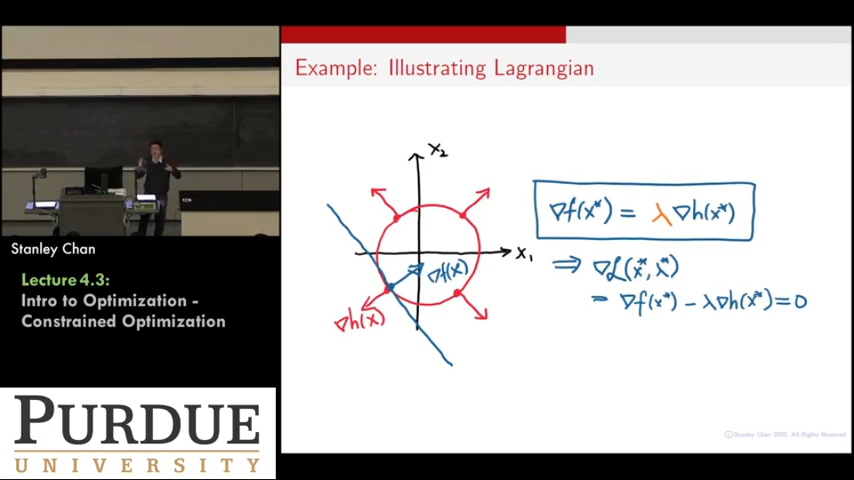 Example: Illustrating Lagrangian
x₂
x₁
∇f(x)
∇h(x)
∇f(x*) = λ∇h(x*)
⇒ ∇ℒ(x*, λ*)
= ∇f(x*) − λ∇h(x*) = 0
Stanley Chan
Lecture 4.3:
Intro to Optimization -
Constrained Optimization
PURDUE
UNIVERSITY
©Stanley Chan 2020. All Rights Reserved